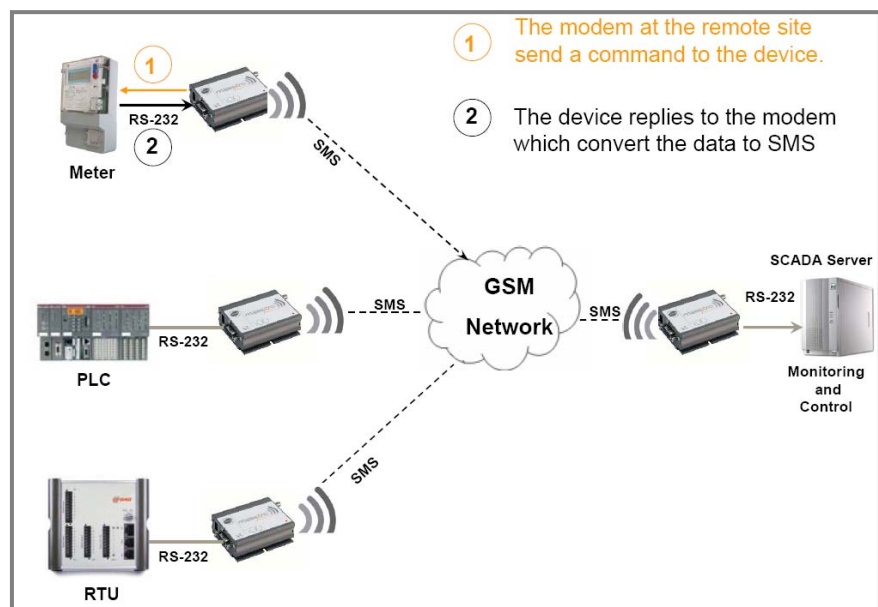 1
The modem at the remote site
send a command to the device.
2
The device replies to the modem
which convert the data to SMS
1
RS-232
2
Meter
SMS
GSM
Network
SCADA Server
RS-232
SMS
SMS
RS-232
PLC
Monitoring
and
Control
SMS
RS-232
RTU